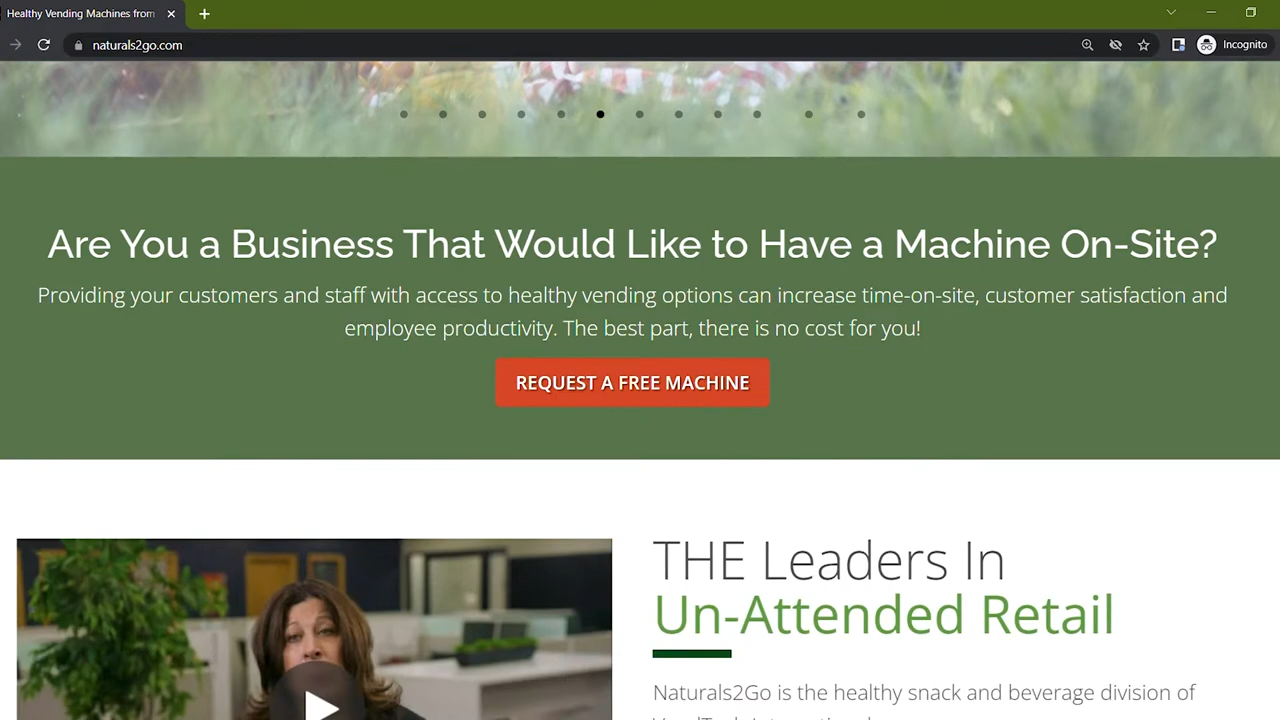 Healthy Vending Machines from
naturals2go.com
Incognito
Are You a Business That Would Like to Have a Machine On-Site?
Providing your customers and staff with access to healthy vending options can increase time-on-site, customer satisfaction and
employee productivity. The best part, there is no cost for you!
REQUEST A FREE MACHINE
THE Leaders In
Un-Attended Retail
Naturals2Go is the healthy snack and beverage division of